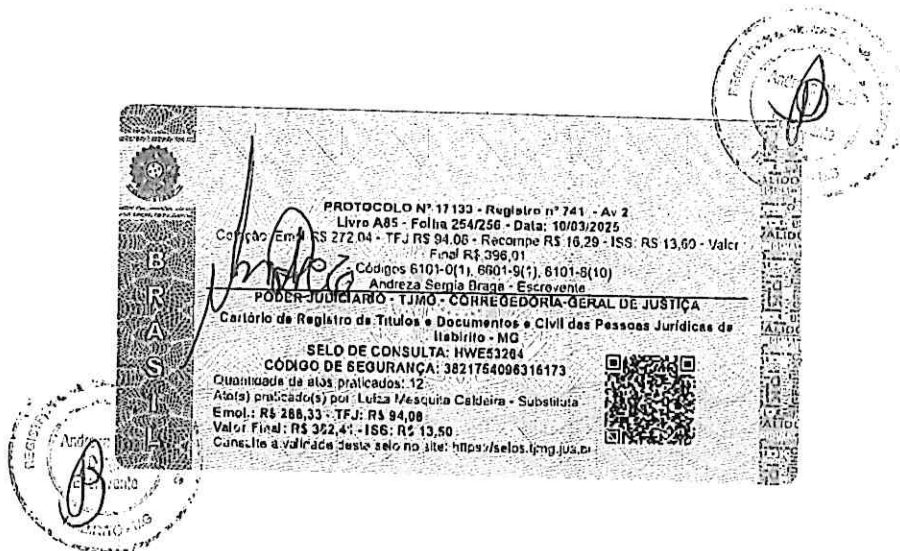 PROTOCOLO Nº 17133 - Registro nº 741 - Av 2
Livro A85 - Folha 254/256 - Data: 10/03/2025
Cotação: Emol R$ 272,04 - TFJ R$ 94,08 - Recompe R$ 16,29 - ISS: R$ 13,60 - Valor
Final R$ 396,01
Códigos 6101-0(1), 6601-9(1), 6101-8(10)
Andreza Sergia Braga - Escrevente
PODER JUDICIÁRIO - TJMG - CORREGEDORIA-GERAL DE JUSTIÇA
Cartório de Registro de Títulos e Documentos e Civil das Pessoas Jurídicas de
Itabirito - MG
SELO DE CONSULTA: HWE53264
CÓDIGO DE SEGURANÇA: 3821754096316173
Quantidade de atos praticados: 12
Ato(s) praticado(s) por: Luiza Mesquita Caldeira - Substituta
Emol.: R$ 288,33 - TFJ: R$ 94,08
Valor Final: R$ 382,41 - ISS: R$ 13,50
Consulte a validade deste selo no site: https://selos.tjmg.jus.br
BRASIL